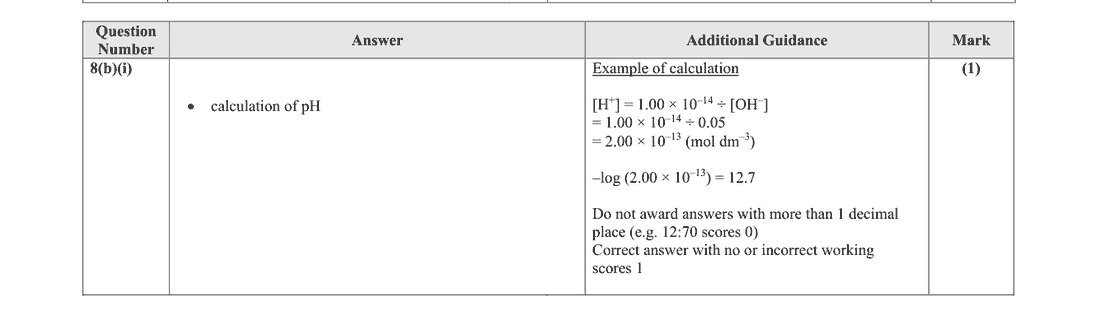 Question
Number
Answer
Additional Guidance
Mark
8(b)(i)
• calculation of pH
Example of calculation
(1)
[H⁺] = 1.00 × 10⁻¹⁴ ÷ [OH⁻]
= 1.00 × 10⁻¹⁴ ÷ 0.05
= 2.00 × 10⁻¹³ (mol dm⁻³)
–log (2.00 × 10⁻¹³) = 12.7
Do not award answers with more than 1 decimal
place (e.g. 12:70 scores 0)
Correct answer with no or incorrect working
scores 1